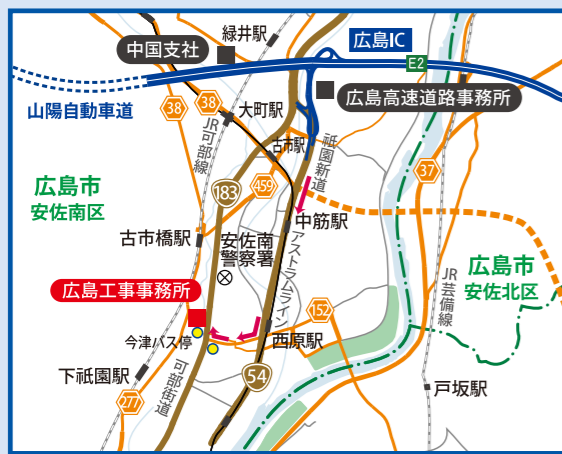 緑井駅
中国支社
広島IC
E2
広島高速道路事務所
山陽自動車道
38
38
大町駅
JR可部線
古市駅
祇園新道
37
広島市
安佐南区
183
459
中筋駅
古市橋駅
安佐南
警察署
アストラムライン
広島市
安佐北区
JR芸備線
広島工事事務所
152
今津バス停
西原駅
下祇園駅
可部街道
54
戸坂駅
277